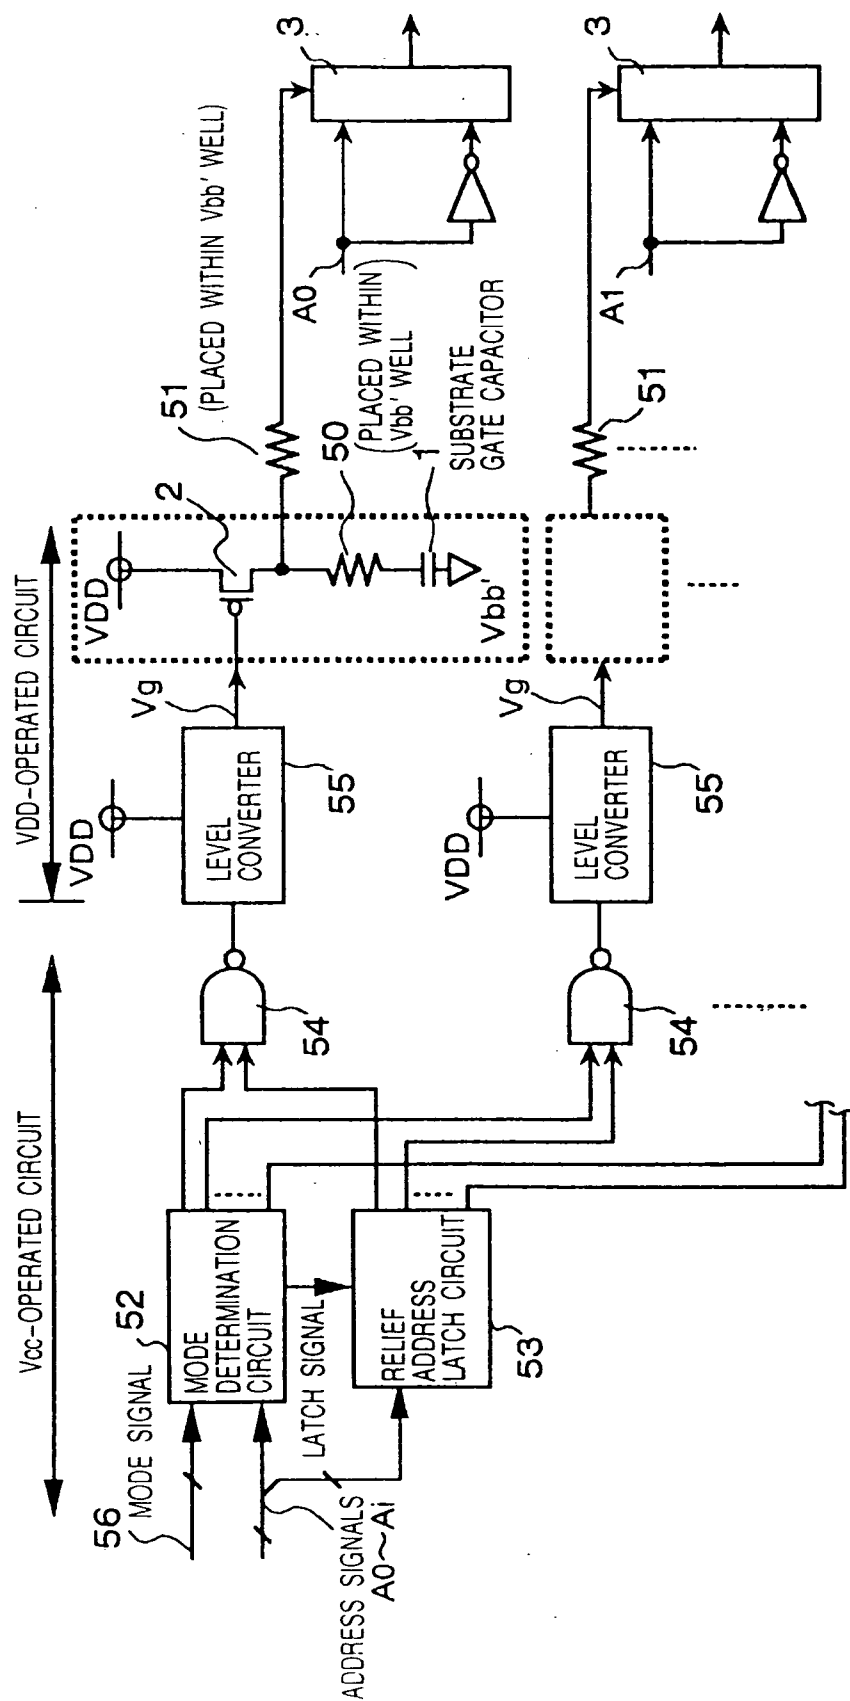 Vcc-OPERATED CIRCUIT
VDD-OPERATED CIRCUIT
56
MODE SIGNAL
52
MODE
DETERMINATION
CIRCUIT
LATCH SIGNAL
ADDRESS SIGNALS
A0~Ai
RELIEF
ADDRESS
LATCH CIRCUIT
53
54
VDD
LEVEL
CONVERTER
55
Vg
VDD
2
51
(PLACED WITHIN Vbb' WELL)
50
(PLACED WITHIN
Vbb' WELL)
1
SUBSTRATE
GATE CAPACITOR
Vbb'
A0
3
54
VDD
LEVEL
CONVERTER
55
Vg
51
A1
3